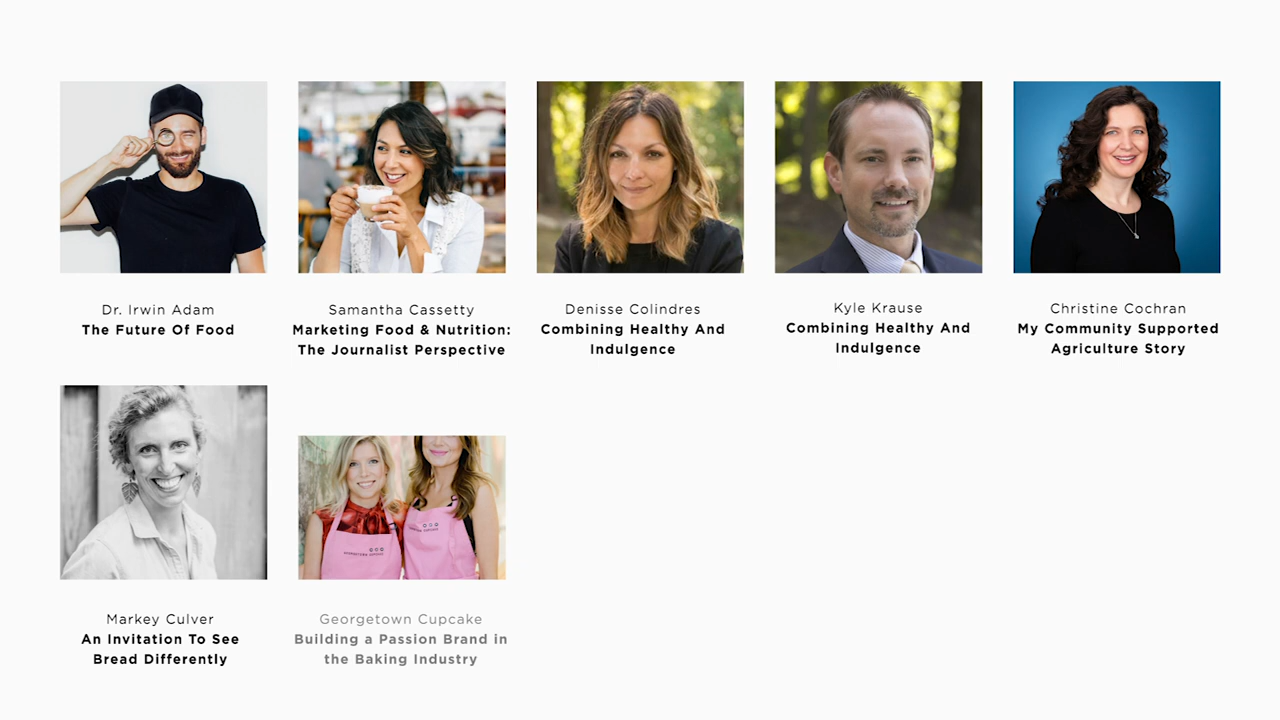 Dr. Irwin Adam
The Future Of Food
Samantha Cassetty
Marketing Food & Nutrition:
The Journalist Perspective
Denisse Colindres
Combining Healthy And
Indulgence
Kyle Krause
Combining Healthy And
Indulgence
Christine Cochran
My Community Supported
Agriculture Story
Markey Culver
An Invitation To See
Bread Differently
Georgetown Cupcake
Building a Passion Brand in
the Baking Industry